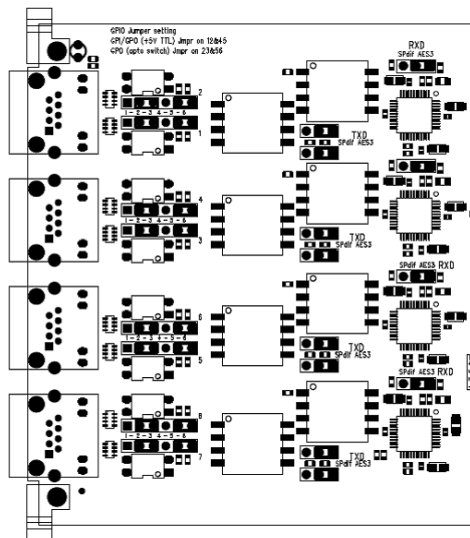 GPIO Jumper setting
GPI/GPO (+5V TTL) Jmpr on 12&45
GPO (opto switch) Jmpr on 23&56
RXD
SPdif AES3
2
1-2-3 4-5-6
1
TXD
SPdif AES3
SPdif AES3
4
1-2-3 4-5-6
3
TXD
SPdif AES3
SPdif AES3 RXD
6
1-2-3 4-5-6
5
TXD
SPdif AES3
SPdif AES3 RXD
8
1-2-3 4-5-6
7
TXD
SPdif AES3